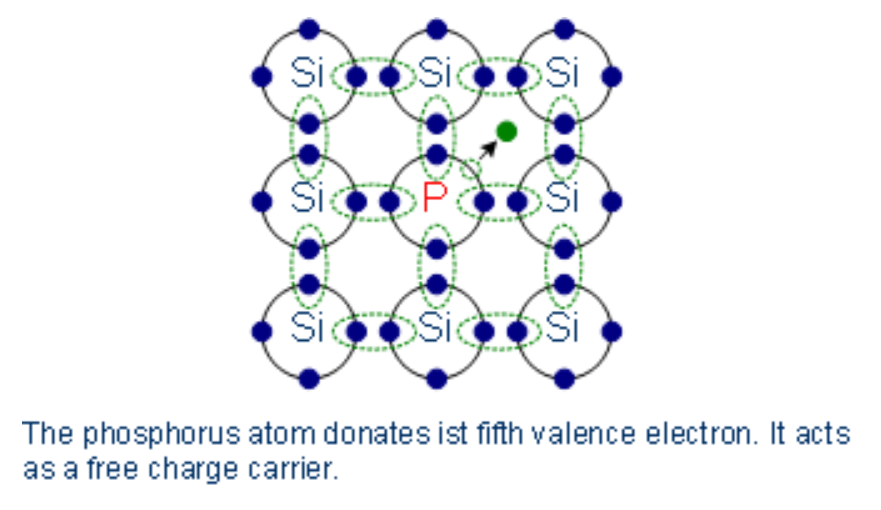 Si Si Si
Si P Si
Si Si Si
The phosphorus atom donates ist fifth valence electron. It acts
as a free charge carrier.